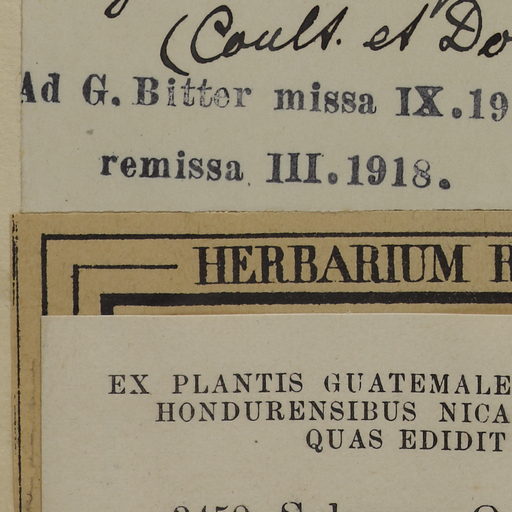 (Coult. et Do
Ad G. Bitter missa IX. 19
remissa III. 1918.
HERBARIUM
EX PLANTIS GUATEMALE
HONDURENSIBUS NICA
QUAS EDIDIT